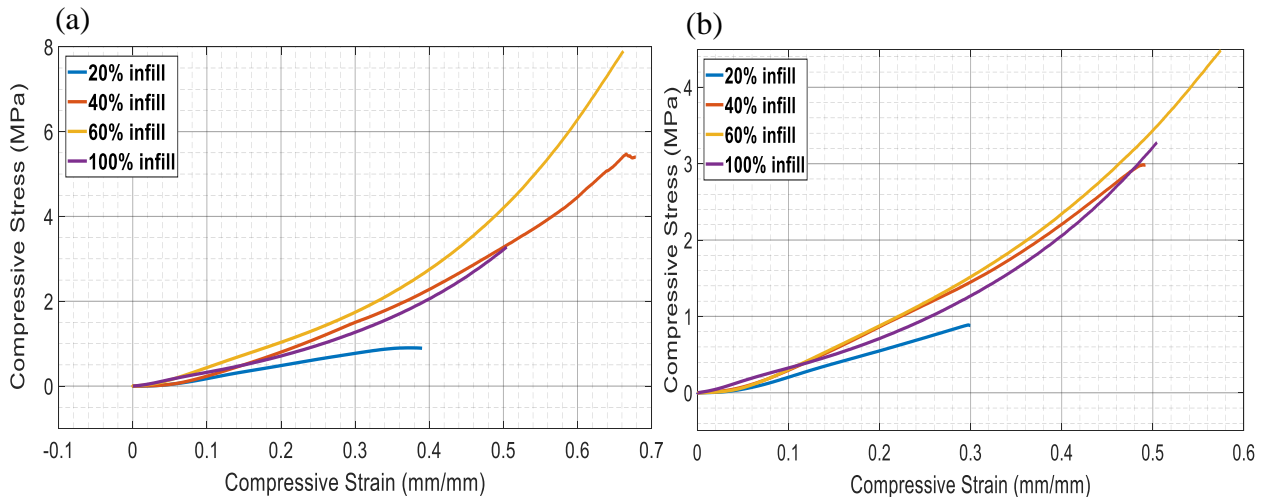 (a)
Compressive Stress (MPa)
8
6
4
2
0
20% infill
40% infill
60% infill
100% infill
-0.1 0 0.1 0.2 0.3 0.4 0.5 0.6 0.7
Compressive Strain (mm/mm)
(b)
Compressive Stress (MPa)
4
3
2
1
0
20% infill
40% infill
60% infill
100% infill
0 0.1 0.2 0.3 0.4 0.5 0.6
Compressive Strain (mm/mm)